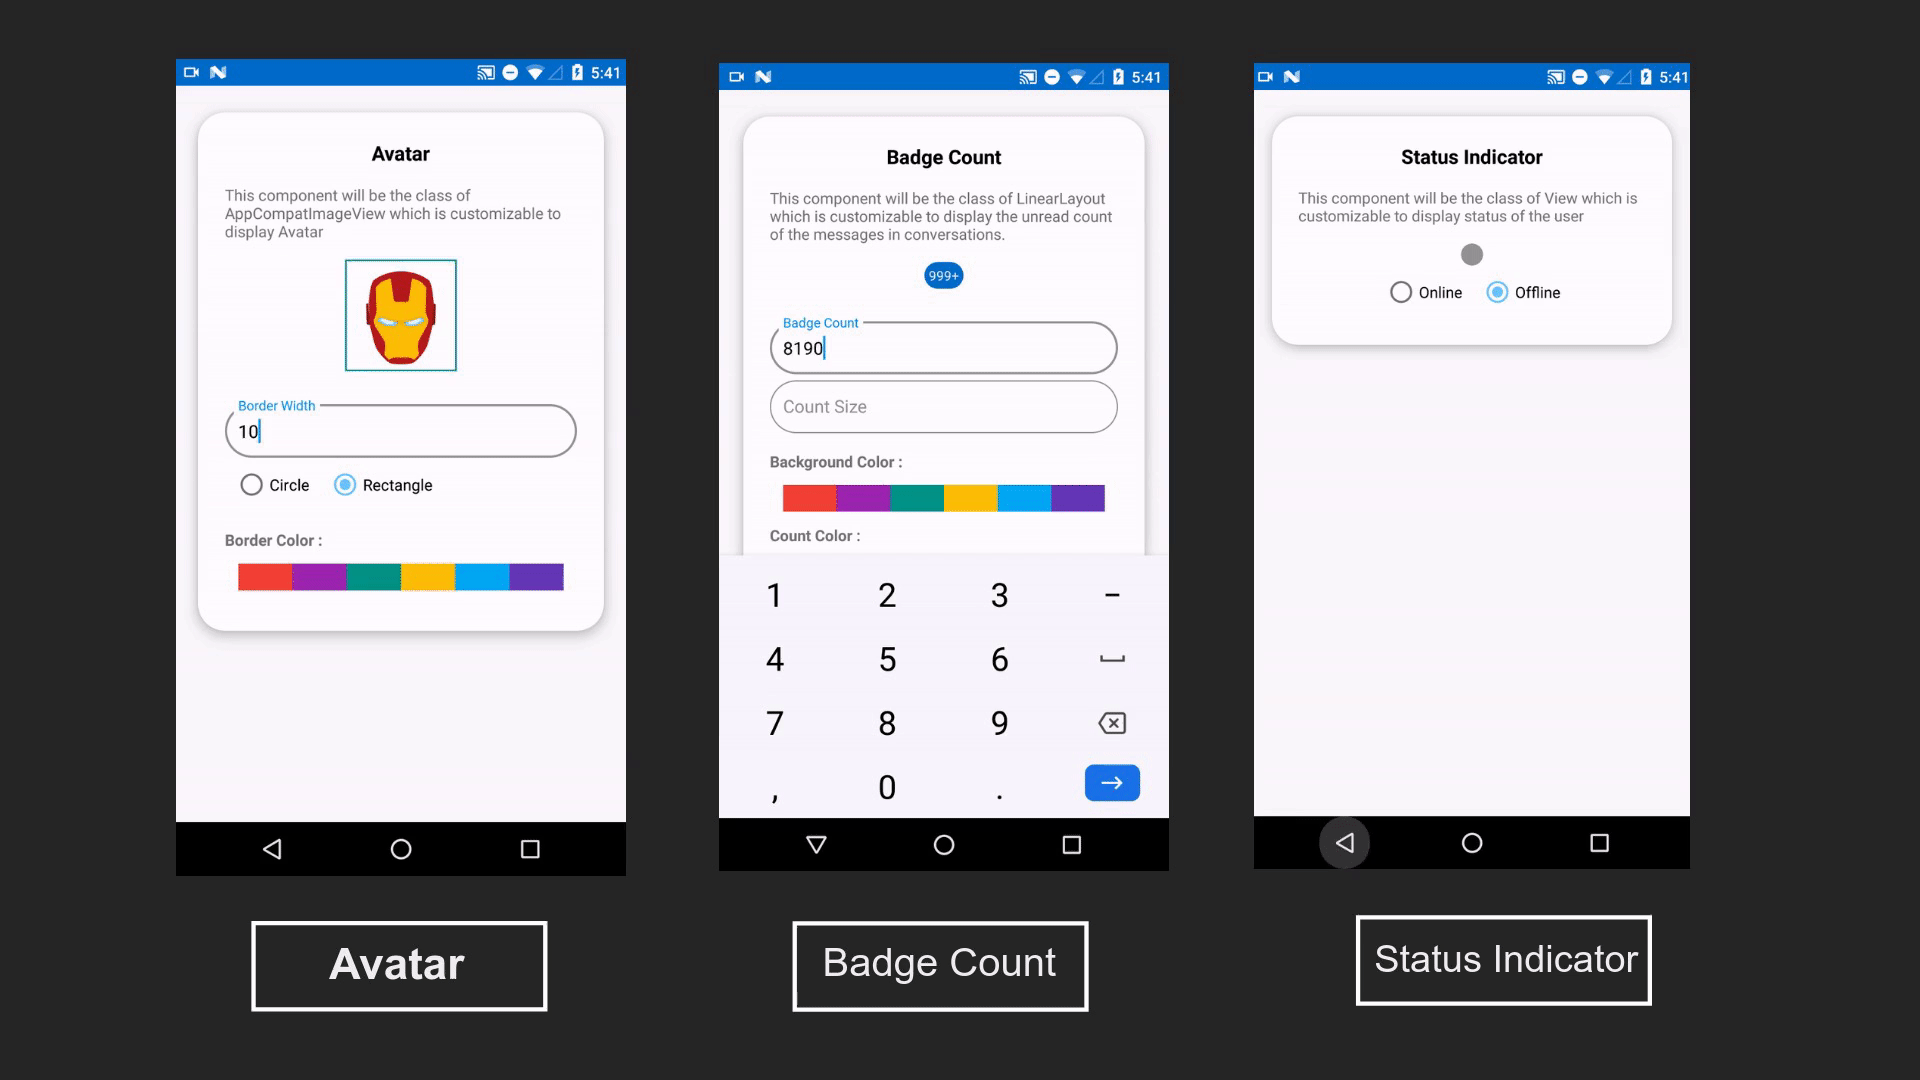 5:41
Avatar
This component will be the class of
AppCompatImageView which is customizable to
display Avatar
Border Width
10
Circle
Rectangle
Border Color :
Avatar
5:41
Badge Count
This component will be the class of LinearLayout
which is customizable to display the unread count
of the messages in conversations.
999+
Badge Count
8190
Count Size
Background Color :
Count Color :
1 2 3 -
4 5 6
7 8 9
, 0 .
Badge Count
5:41
Status Indicator
This component will be the class of View which is
customizable to display status of the user
Online
Offline
Status Indicator